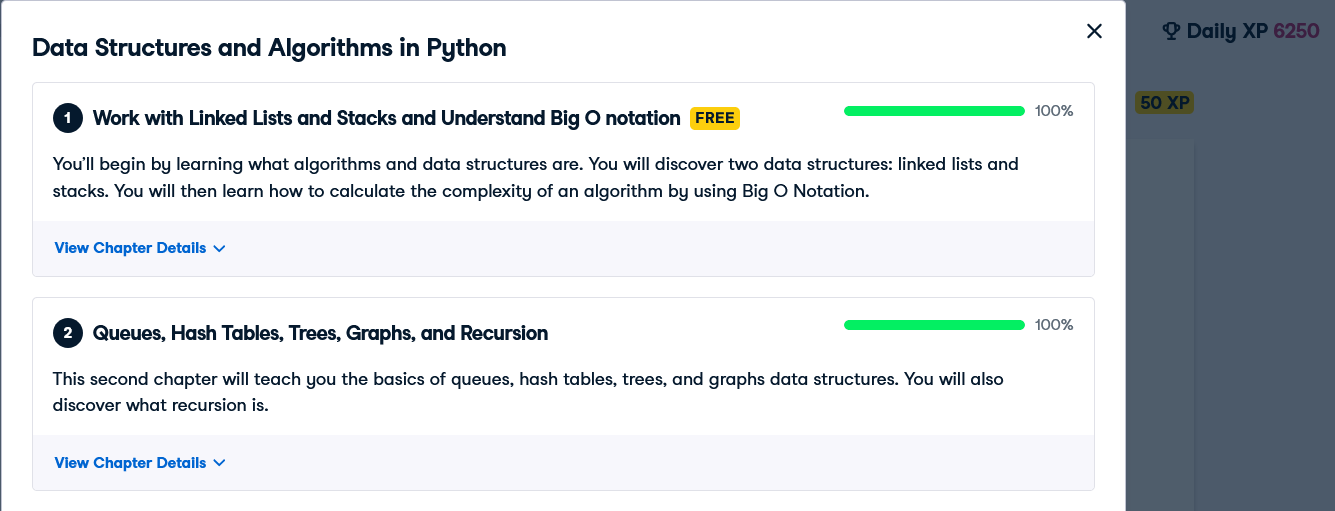 Data Structures and Algorithms in Python
Daily XP 6250
50 XP
1 Work with Linked Lists and Stacks and Understand Big O notation FREE 100%
You'll begin by learning what algorithms and data structures are. You will discover two data structures: linked lists and
stacks. You will then learn how to calculate the complexity of an algorithm by using Big O Notation.
View Chapter Details
2 Queues, Hash Tables, Trees, Graphs, and Recursion 100%
This second chapter will teach you the basics of queues, hash tables, trees, and graphs data structures. You will also
discover what recursion is.
View Chapter Details